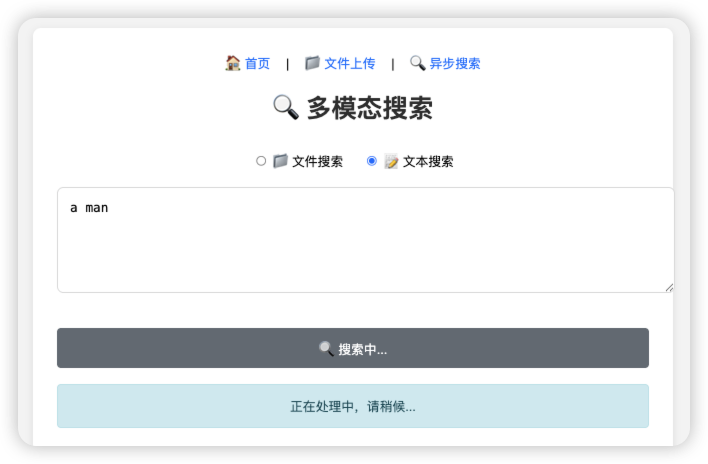 🏠 首页 | 📁 文件上传 | 🔍 异步搜索
🔍 多模态搜索
📁 文件搜索 📝 文本搜索
a man
🔍 搜索中...
正在处理中，请稍候...